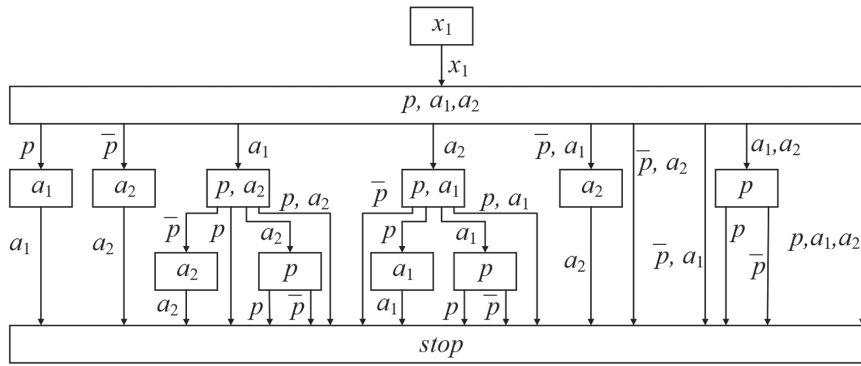 x₁
x₁
p, a₁,a₂
p
p̅
a₁
a₂
p̅, a₁
p̅, a₂
a₁,a₂
a₁
a₂
p, a₂
p, a₁
a₂
p
p̅
p
a₂
p, a₂
p̅
p
a₁
p, a₁
p
p̅
a₁
a₂
a₂
p
a₁
p
a₂
p̅, a₁
p,a₁,a₂
a₂
p
p̅
a₁
p
p̅
stop